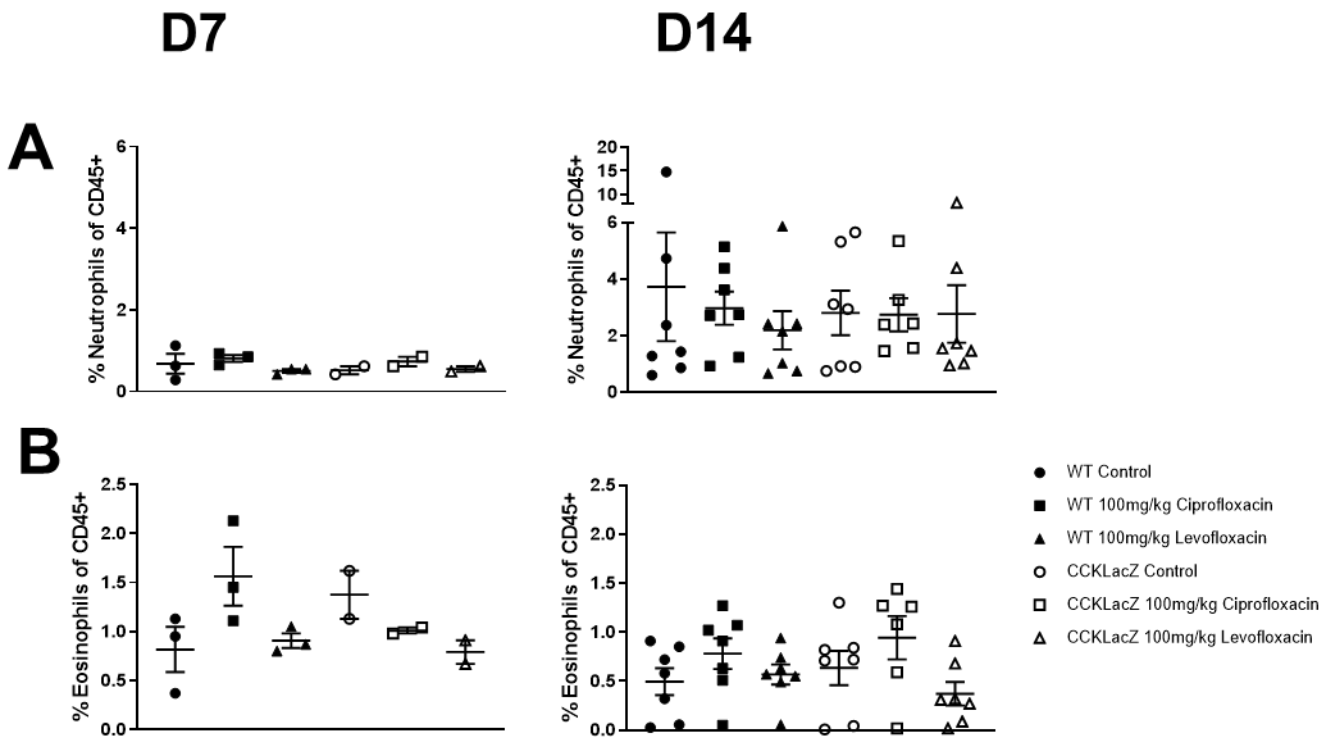 D7
D14
A
% Neutrophils of CD45+
6
4
2
0
% Neutrophils of CD45+
20
15
10
6
4
2
0
B
% Eosinophils of CD45+
2.5
2.0
1.5
1.0
0.5
0.0
% Eosinophils of CD45+
2.5
2.0
1.5
1.0
0.5
0.0
WT Control
WT 100mg/kg Ciprofloxacin
WT 100mg/kg Levofloxacin
CCKLacZ Control
CCKLacZ 100mg/kg Ciprofloxacin
CCKLacZ 100mg/kg Levofloxacin